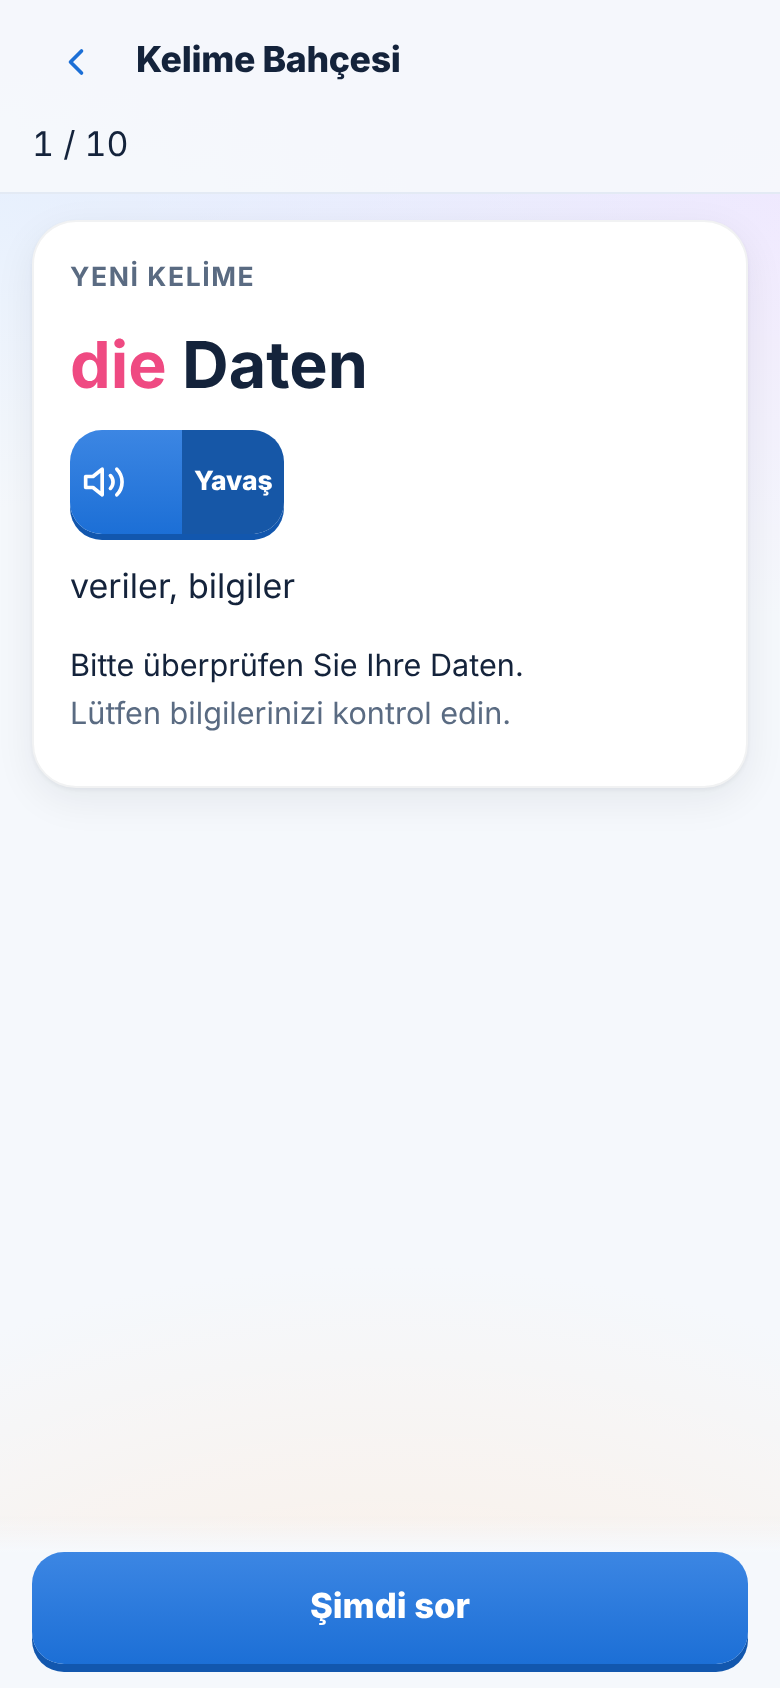 Kelime Bahçesi
1 / 10
YENİ KELİME
die Daten
Yavaş
veriler, bilgiler
Bitte überprüfen Sie Ihre Daten.
Lütfen bilgilerinizi kontrol edin.
Şimdi sor